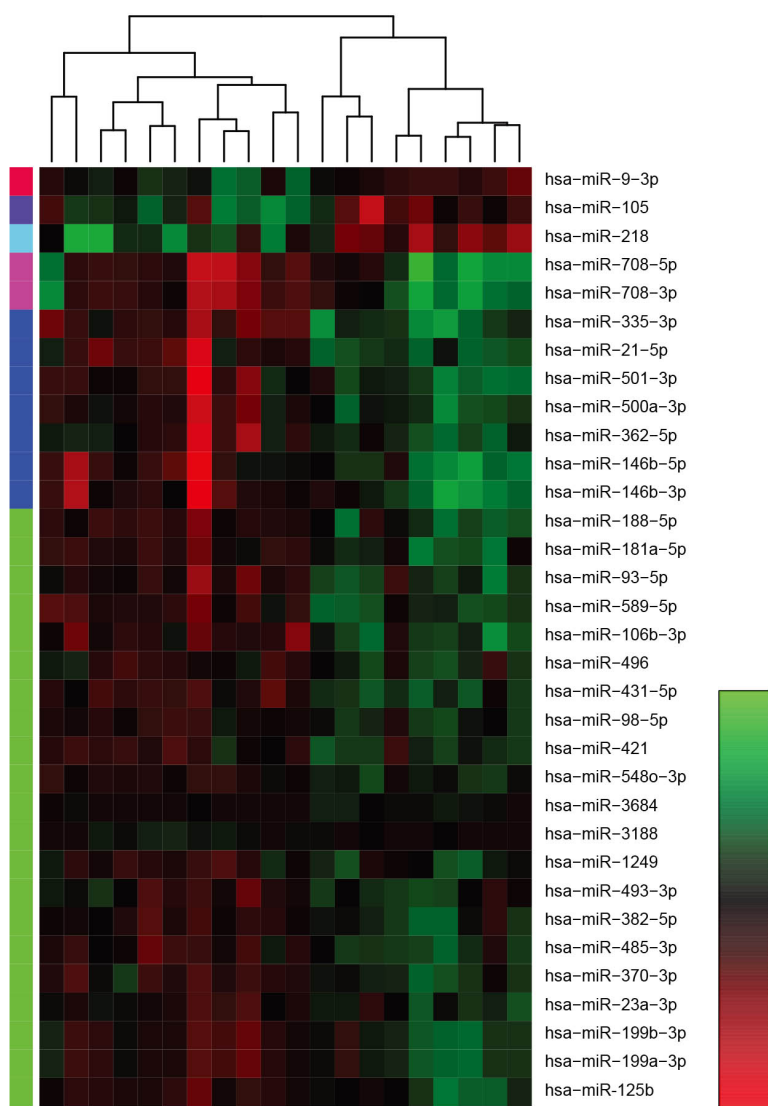 hsa−miR−9−3p
hsa−miR−105
hsa−miR−218
hsa−miR−708−5p
hsa−miR−708−3p
hsa−miR−335−3p
hsa−miR−21−5p
hsa−miR−501−3p
hsa−miR−500a−3p
hsa−miR−362−5p
hsa−miR−146b−5p
hsa−miR−146b−3p
hsa−miR−188−5p
hsa−miR−181a−5p
hsa−miR−93−5p
hsa−miR−589−5p
hsa−miR−106b−3p
hsa−miR−496
hsa−miR−431−5p
hsa−miR−98−5p
hsa−miR−421
hsa−miR−548o−3p
hsa−miR−3684
hsa−miR−3188
hsa−miR−1249
hsa−miR−493−3p
hsa−miR−382−5p
hsa−miR−485−3p
hsa−miR−370−3p
hsa−miR−23a−3p
hsa−miR−199b−3p
hsa−miR−199a−3p
hsa−miR-125b